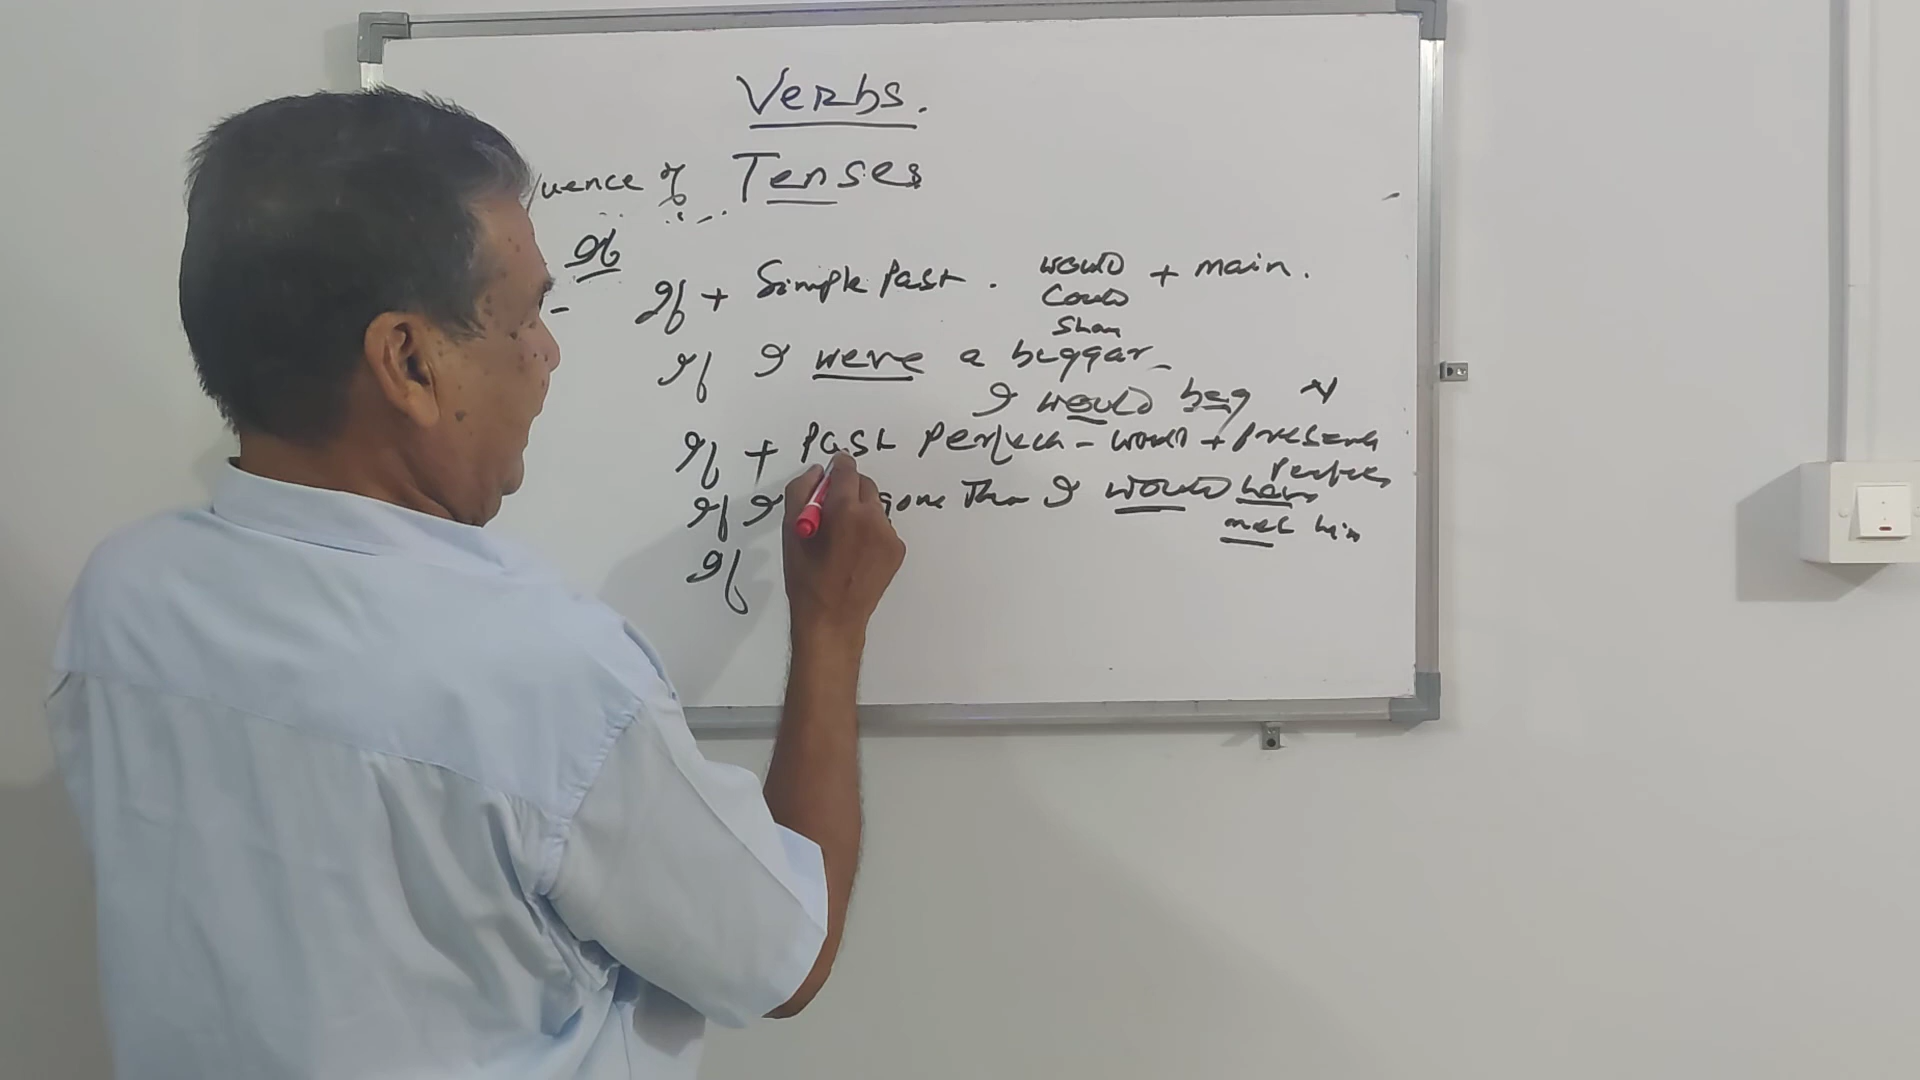 Verbs.
uence of Tenses
If
- If + Simple Past. would + main.
could
If I were a beggar
I would beg
If + Past Perfect - would + Present
Perfect
If I gone then I would have
met him
If